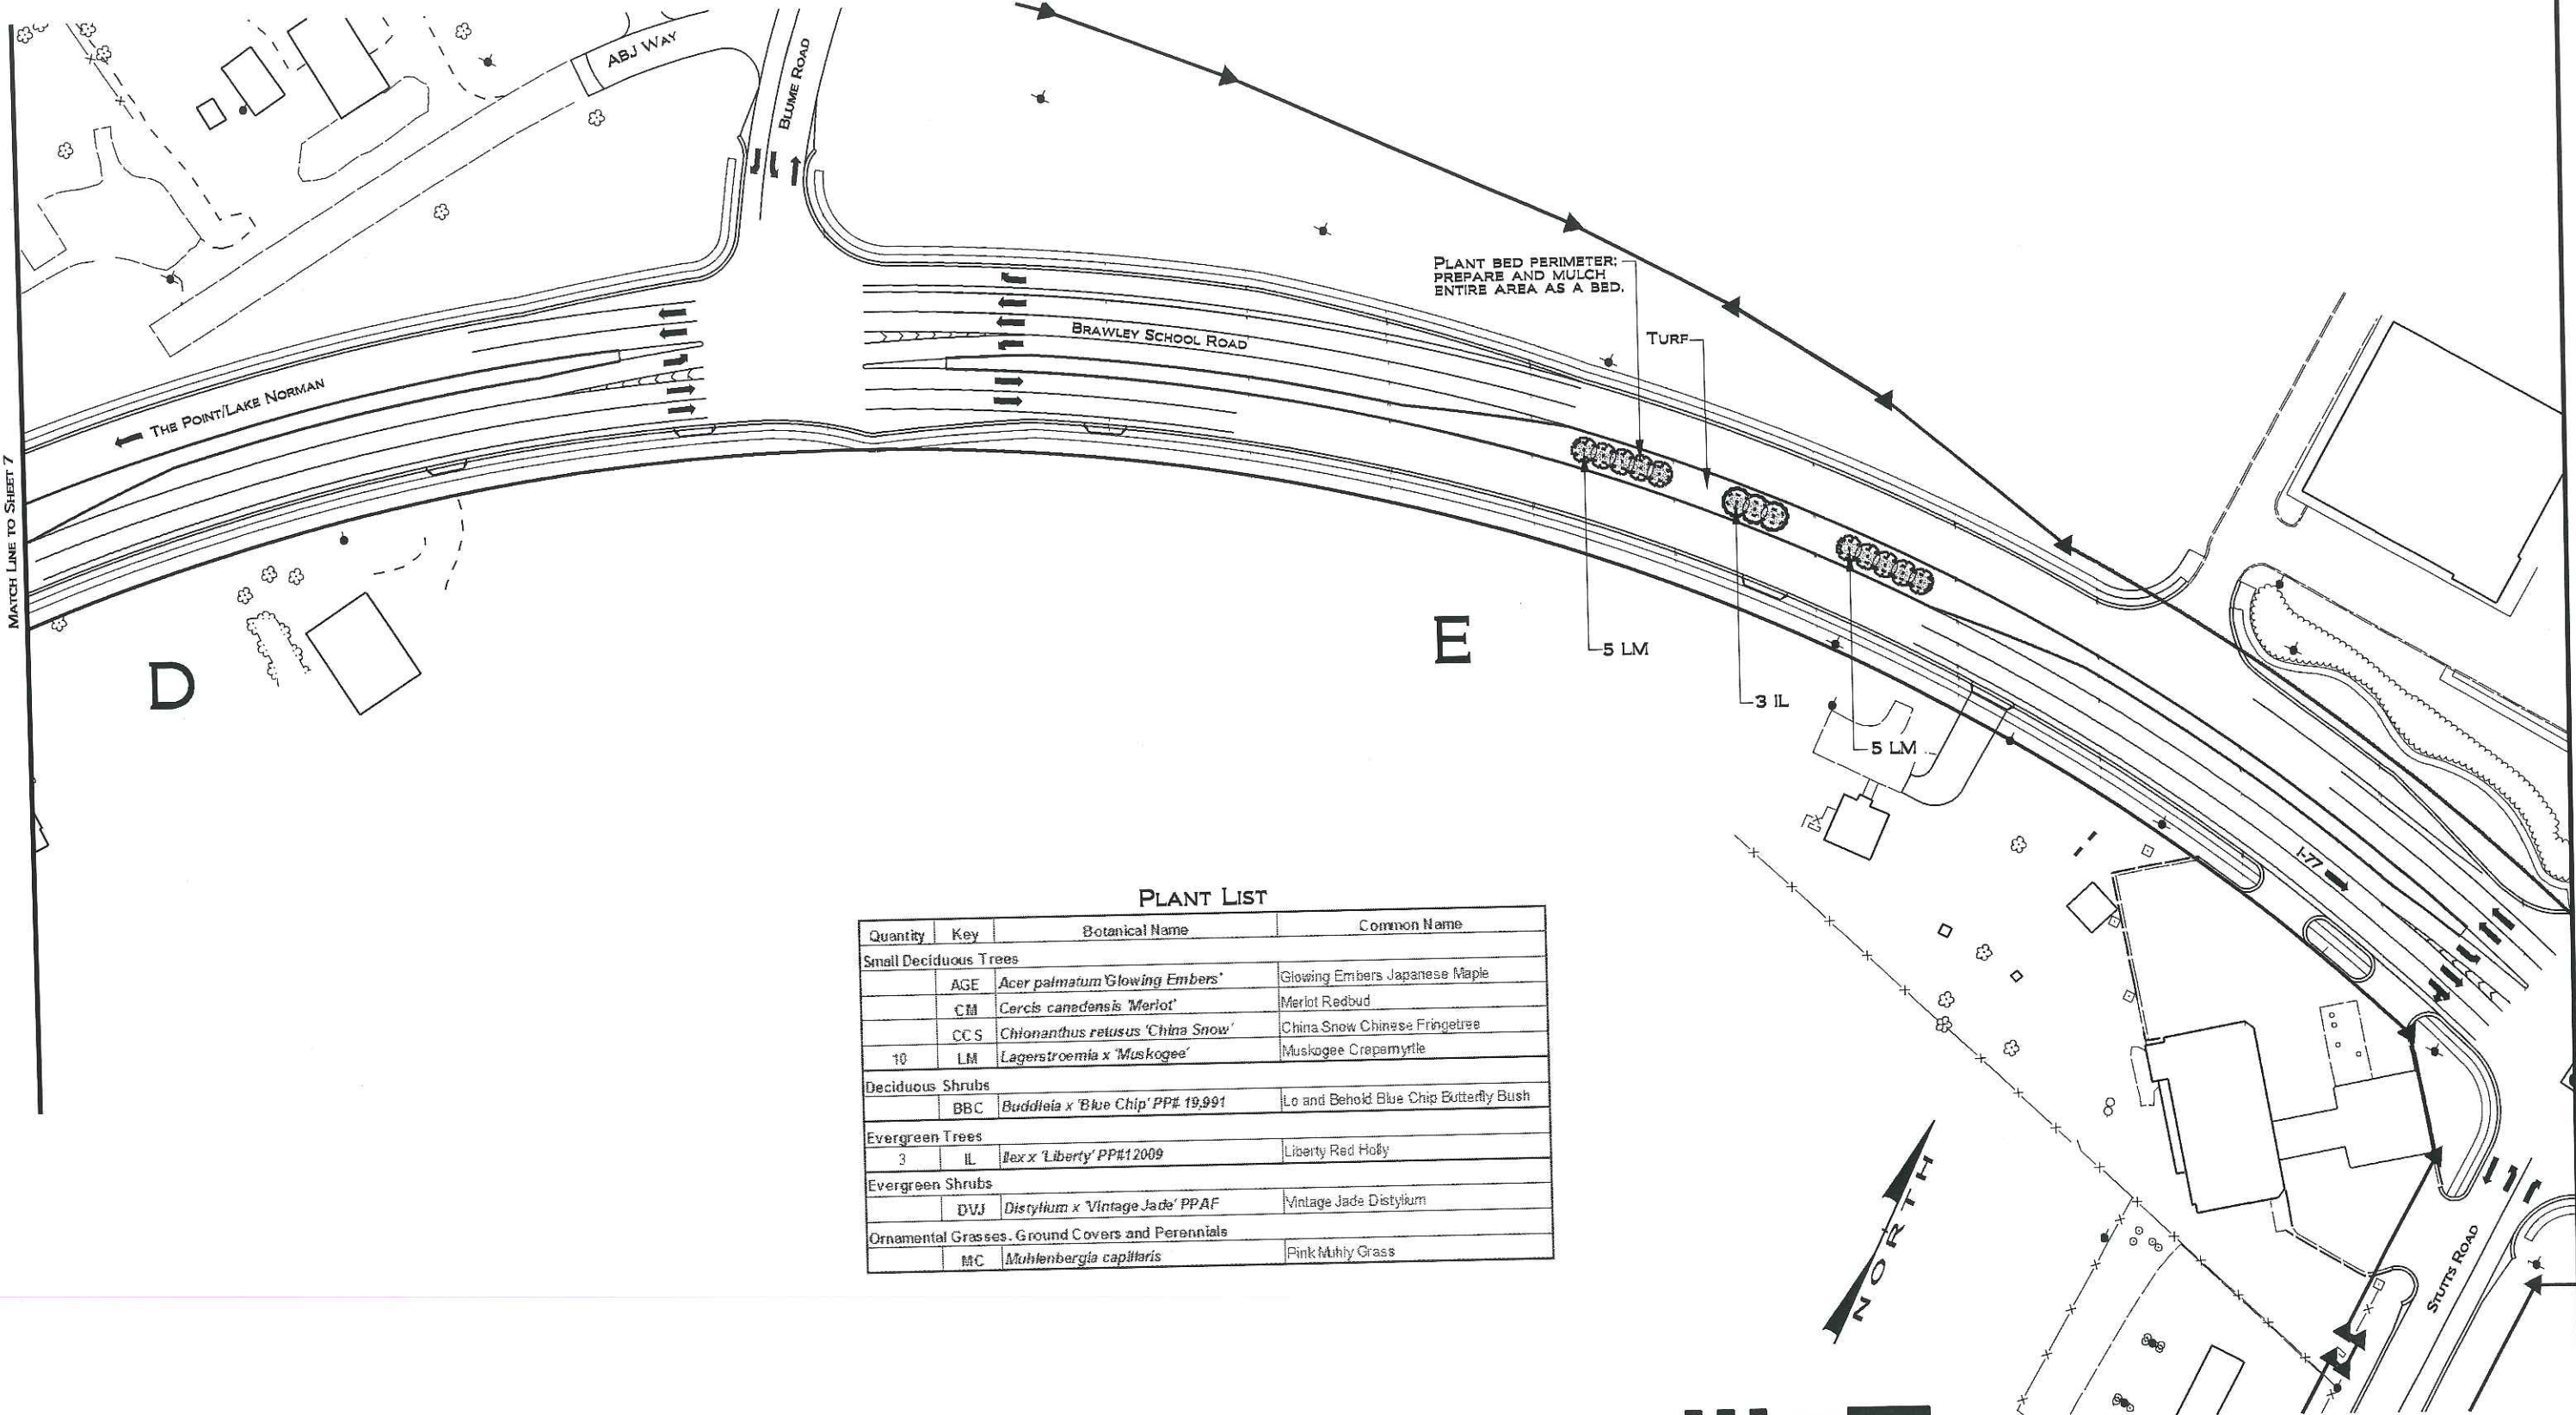 ABJ WAY
BLUME ROAD
PLANT BED PERIMETER;
PREPARE AND MULCH
ENTIRE AREA AS A BED.
TURF
BRAWLEY SCHOOL ROAD
THE POINT/LAKE NORMAN
MATCH LINE TO SHEET 7
D
E
5 LM
3 IL
5 LM
I-77
PLANT LIST
Quantity Key Botanical Name Common Name
Small Deciduous Trees
AGE Acer palmatum 'Glowing Embers' Glowing Embers Japanese Maple
CM Cercis canadensis 'Merlot' Merlot Redbud
CCS Chionanthus retusus 'China Snow' China Snow Chinese Fringetree
10 LM Lagerstroemia x 'Muskogee' Muskogee Crapemyrtle
Deciduous Shrubs
BBC Buddleia x 'Blue Chip' PP# 19,991 Lo and Behold Blue Chip Butterfly Bush
Evergreen Trees
3 IL Ilex x 'Liberty' PP#12009 Liberty Red Holly
Evergreen Shrubs
DVJ Distylium x 'Vintage Jade' PPAF Vintage Jade Distylium
Ornamental Grasses, Ground Covers and Perennials
MC Muhlenbergia capillaris Pink Muhly Grass
NORTH
STUTTS ROAD